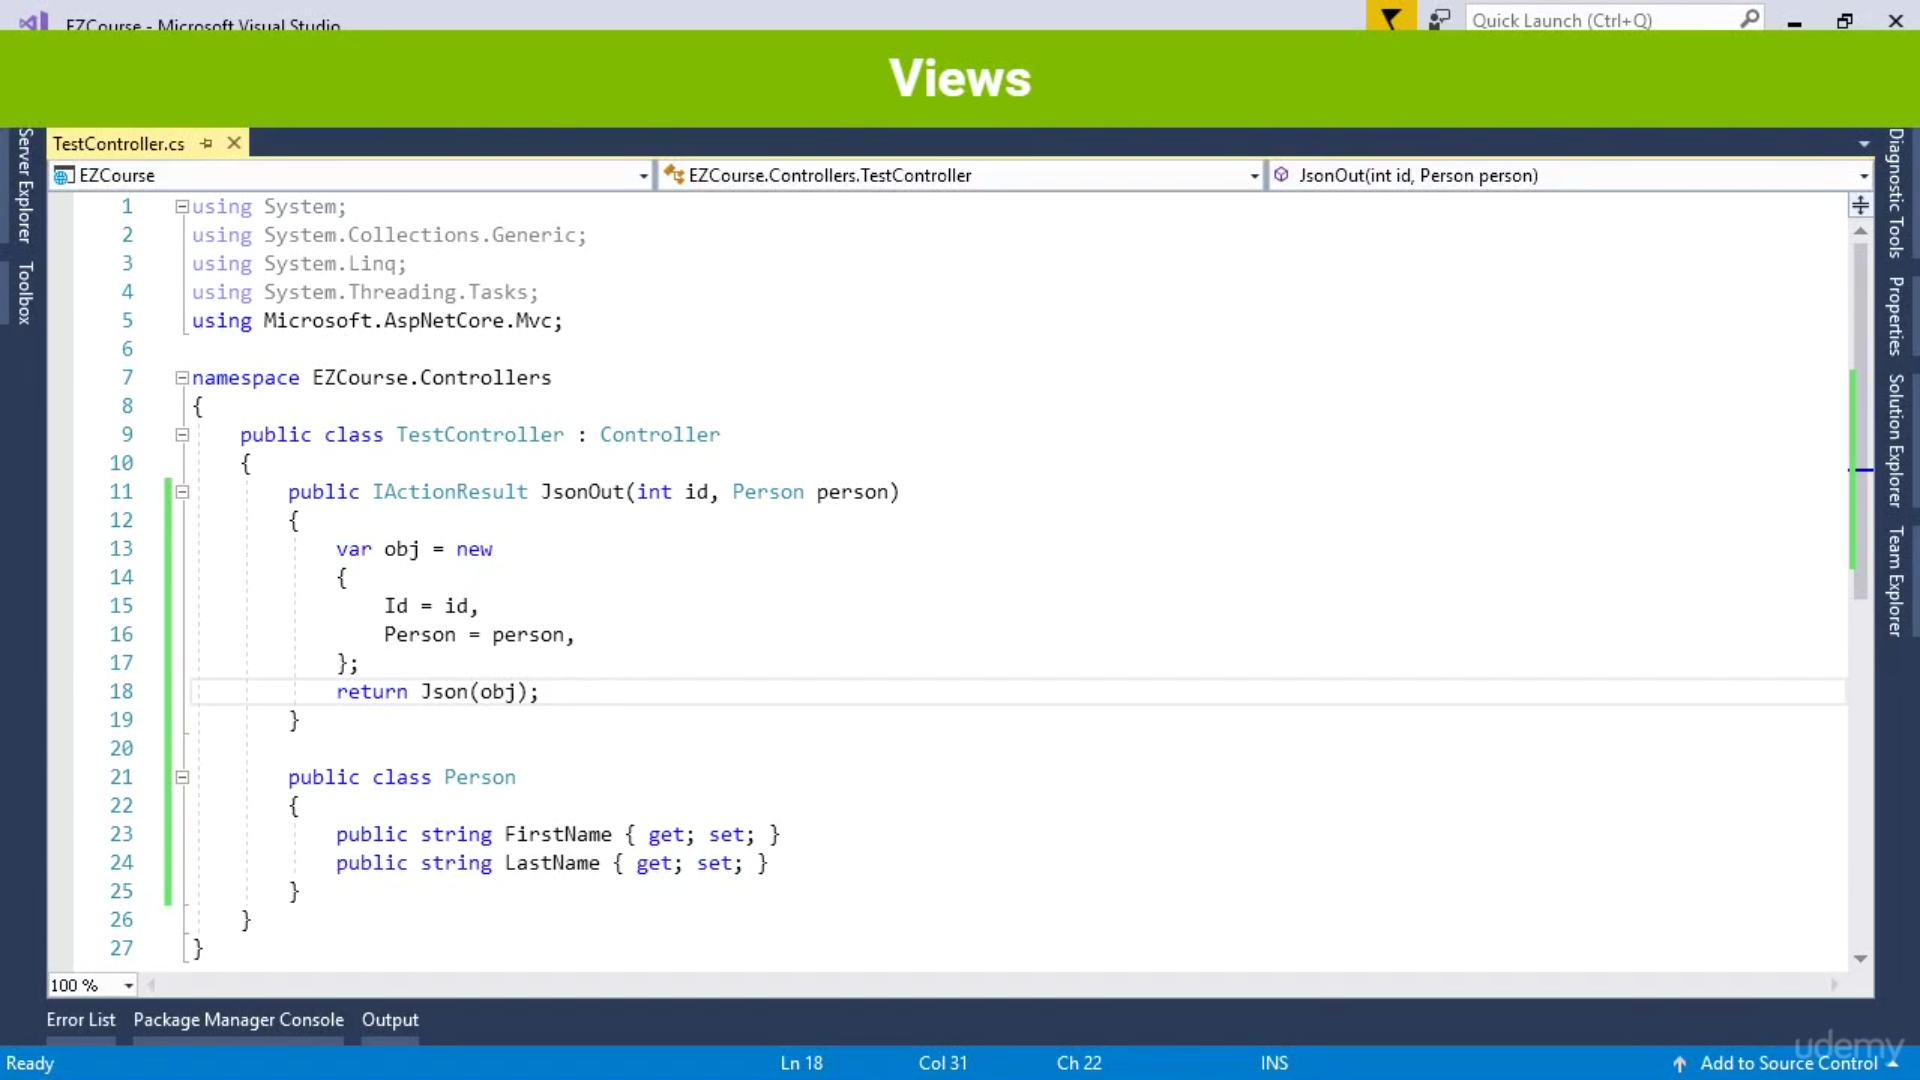 EZCourse - Microsoft Visual Studio
Quick Launch (Ctrl+Q)
Views
Server Explorer
Toolbox
TestController.cs
EZCourse
EZCourse.Controllers.TestController
JsonOut(int id, Person person)
1 using System;
2 using System.Collections.Generic;
3 using System.Linq;
4 using System.Threading.Tasks;
5 using Microsoft.AspNetCore.Mvc;
6
7 namespace EZCourse.Controllers
8 {
9 public class TestController : Controller
10 {
11 public IActionResult JsonOut(int id, Person person)
12 {
13 var obj = new
14 {
15 Id = id,
16 Person = person,
17 };
18 return Json(obj);
19 }
20
21 public class Person
22 {
23 public string FirstName { get; set; }
24 public string LastName { get; set; }
25 }
26 }
27 }
Diagnostic Tools
Properties
Solution Explorer
Team Explorer
100 %
Error List Package Manager Console Output
Ready Ln 18 Col 31 Ch 22 INS Add to Source Control
udemy